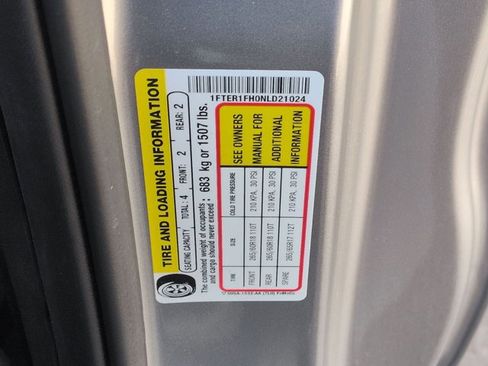 TIRE AND LOADING INFORMATION
SEATING CAPACITY TOTAL: 4 FRONT: 2 REAR: 2
The combined weight of occupants
and cargo should never exceed : 683 kg or 1507 lbs.
TIRE SIZE COLD TIRE PRESSURE
FRONT 265/60R18 110T 210 KPA, 30 PSI
REAR 265/60R18 110T 210 KPA, 30 PSI
SPARE 265/65R17 112T 210 KPA, 30 PSI
SEE OWNERS
MANUAL FOR
ADDITIONAL
INFORMATION
1FTER1FH0NLD21024